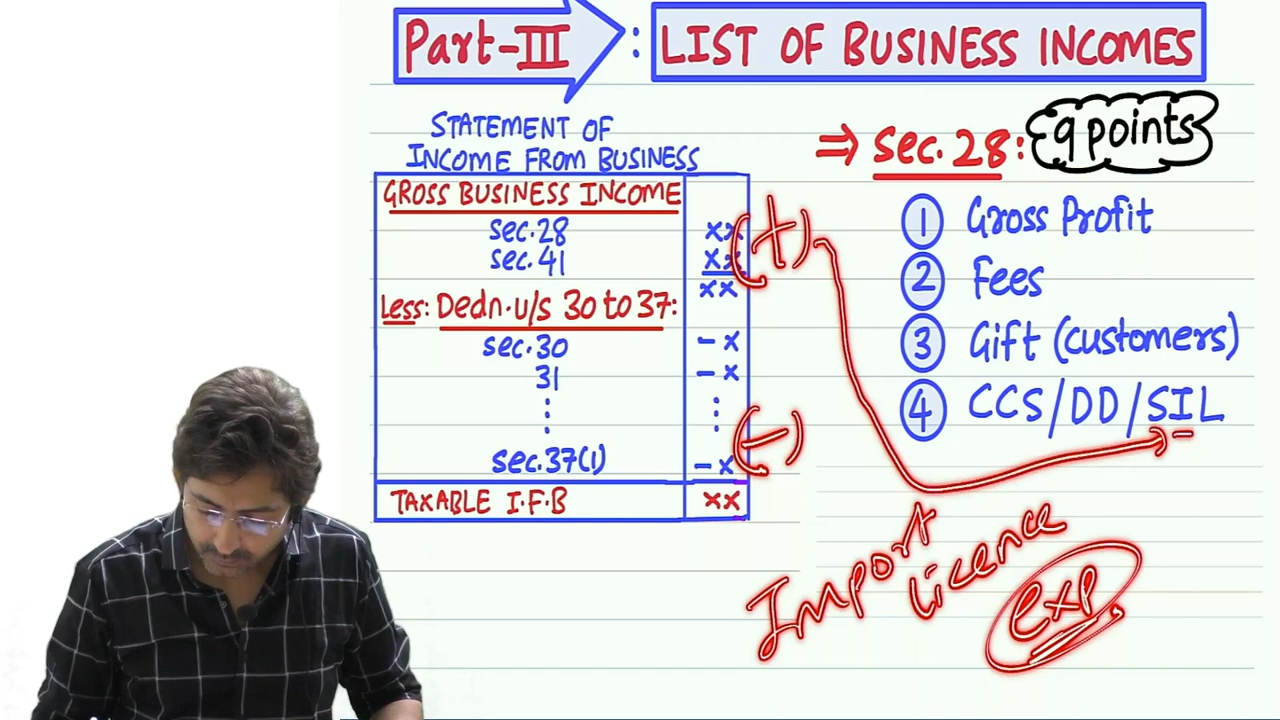 Part-III : LIST OF BUSINESS INCOMES
STATEMENT OF
INCOME FROM BUSINESS
GROSS BUSINESS INCOME
Sec.28 xx
Sec.41 xx
xx
Less: Dedn. u/s 30 to 37:
Sec.30 - x
31 - x
Sec.37(1) - x
TAXABLE I.F.B xx
(+)
(-)
⇒ Sec.28: 9 points
1 Gross Profit
2 Fees
3 Gift (customers)
4 CCS/DD/SIL
Import
licence
exp